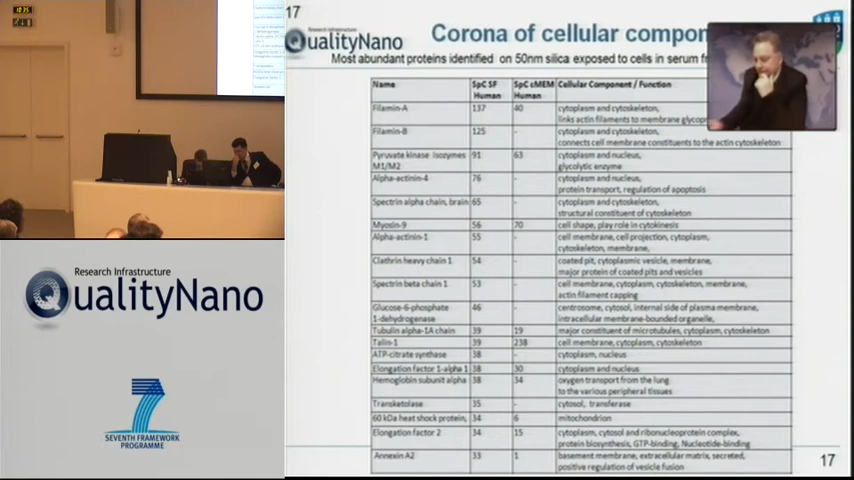 17
Research Infrastructure
QualityNano
Corona of cellular compo
Most abundant proteins identified on 50nm silica exposed to cells in serum f
Name SpC SF Human SpC cMEM Human Cellular Component / Function
Filamin-A 137 40 cytoplasm and cytoskeleton,
links actin filaments to membrane glycop
Filamin-B 125 - cytoplasm and cytoskeleton,
connects cell membrane constituents to the actin cytoskeleton
Pyruvate kinase isozymes M1/M2 91 63 cytoplasm and nucleus,
glycolytic enzyme
Alpha-actinin-4 76 - cytoplasm and nucleus,
protein transport, regulation of apoptosis
Spectrin alpha chain, brain 65 - cytoplasm and cytoskeleton,
structural constituent of cytoskeleton
Myosin-9 56 70 cell shape, play role in cytokinesis
Alpha-actinin-1 55 - cell membrane, cell projection, cytoplasm,
cytoskeleton, membrane,
Clathrin heavy chain 1 54 - coated pit, cytoplasmic vesicle, membrane,
major protein of coated pits and vesicles
Spectrin beta chain 1 53 - cell membrane, cytoplasm, cytoskeleton, membrane,
actin filament capping
Glucose-6-phosphate 1-dehydrogenase 46 - centrosome, cytosol, internal side of plasma membrane,
intracellular membrane-bounded organelle,
Tubulin alpha-1A chain 39 19 major constituent of microtubules, cytoplasm, cytoskeleton
Talin-1 39 238 cell membrane, cytoplasm, cytoskeleton
ATP-citrate synthase 38 - cytoplasm, nucleus
Elongation factor 1-alpha 1 38 30 cytoplasm and nucleus
Hemoglobin subunit alpha 38 34 oxygen transport from the lung
to the various peripheral tissues
Transketolase 35 - cytosol, transferase
60 kDa heat shock protein, 34 6 mitochondrion
Elongation factor 2 34 15 cytoplasm, cytosol and ribonucleoprotein complex,
protein biosynthesis, GTP-binding, Nucleotide-binding
Annexin A2 33 1 basement membrane, extracellular matrix, secreted,
positive regulation of vesicle fusion
17
Research Infrastructure
QualityNano
7
SEVENTH FRAMEWORK
PROGRAMME